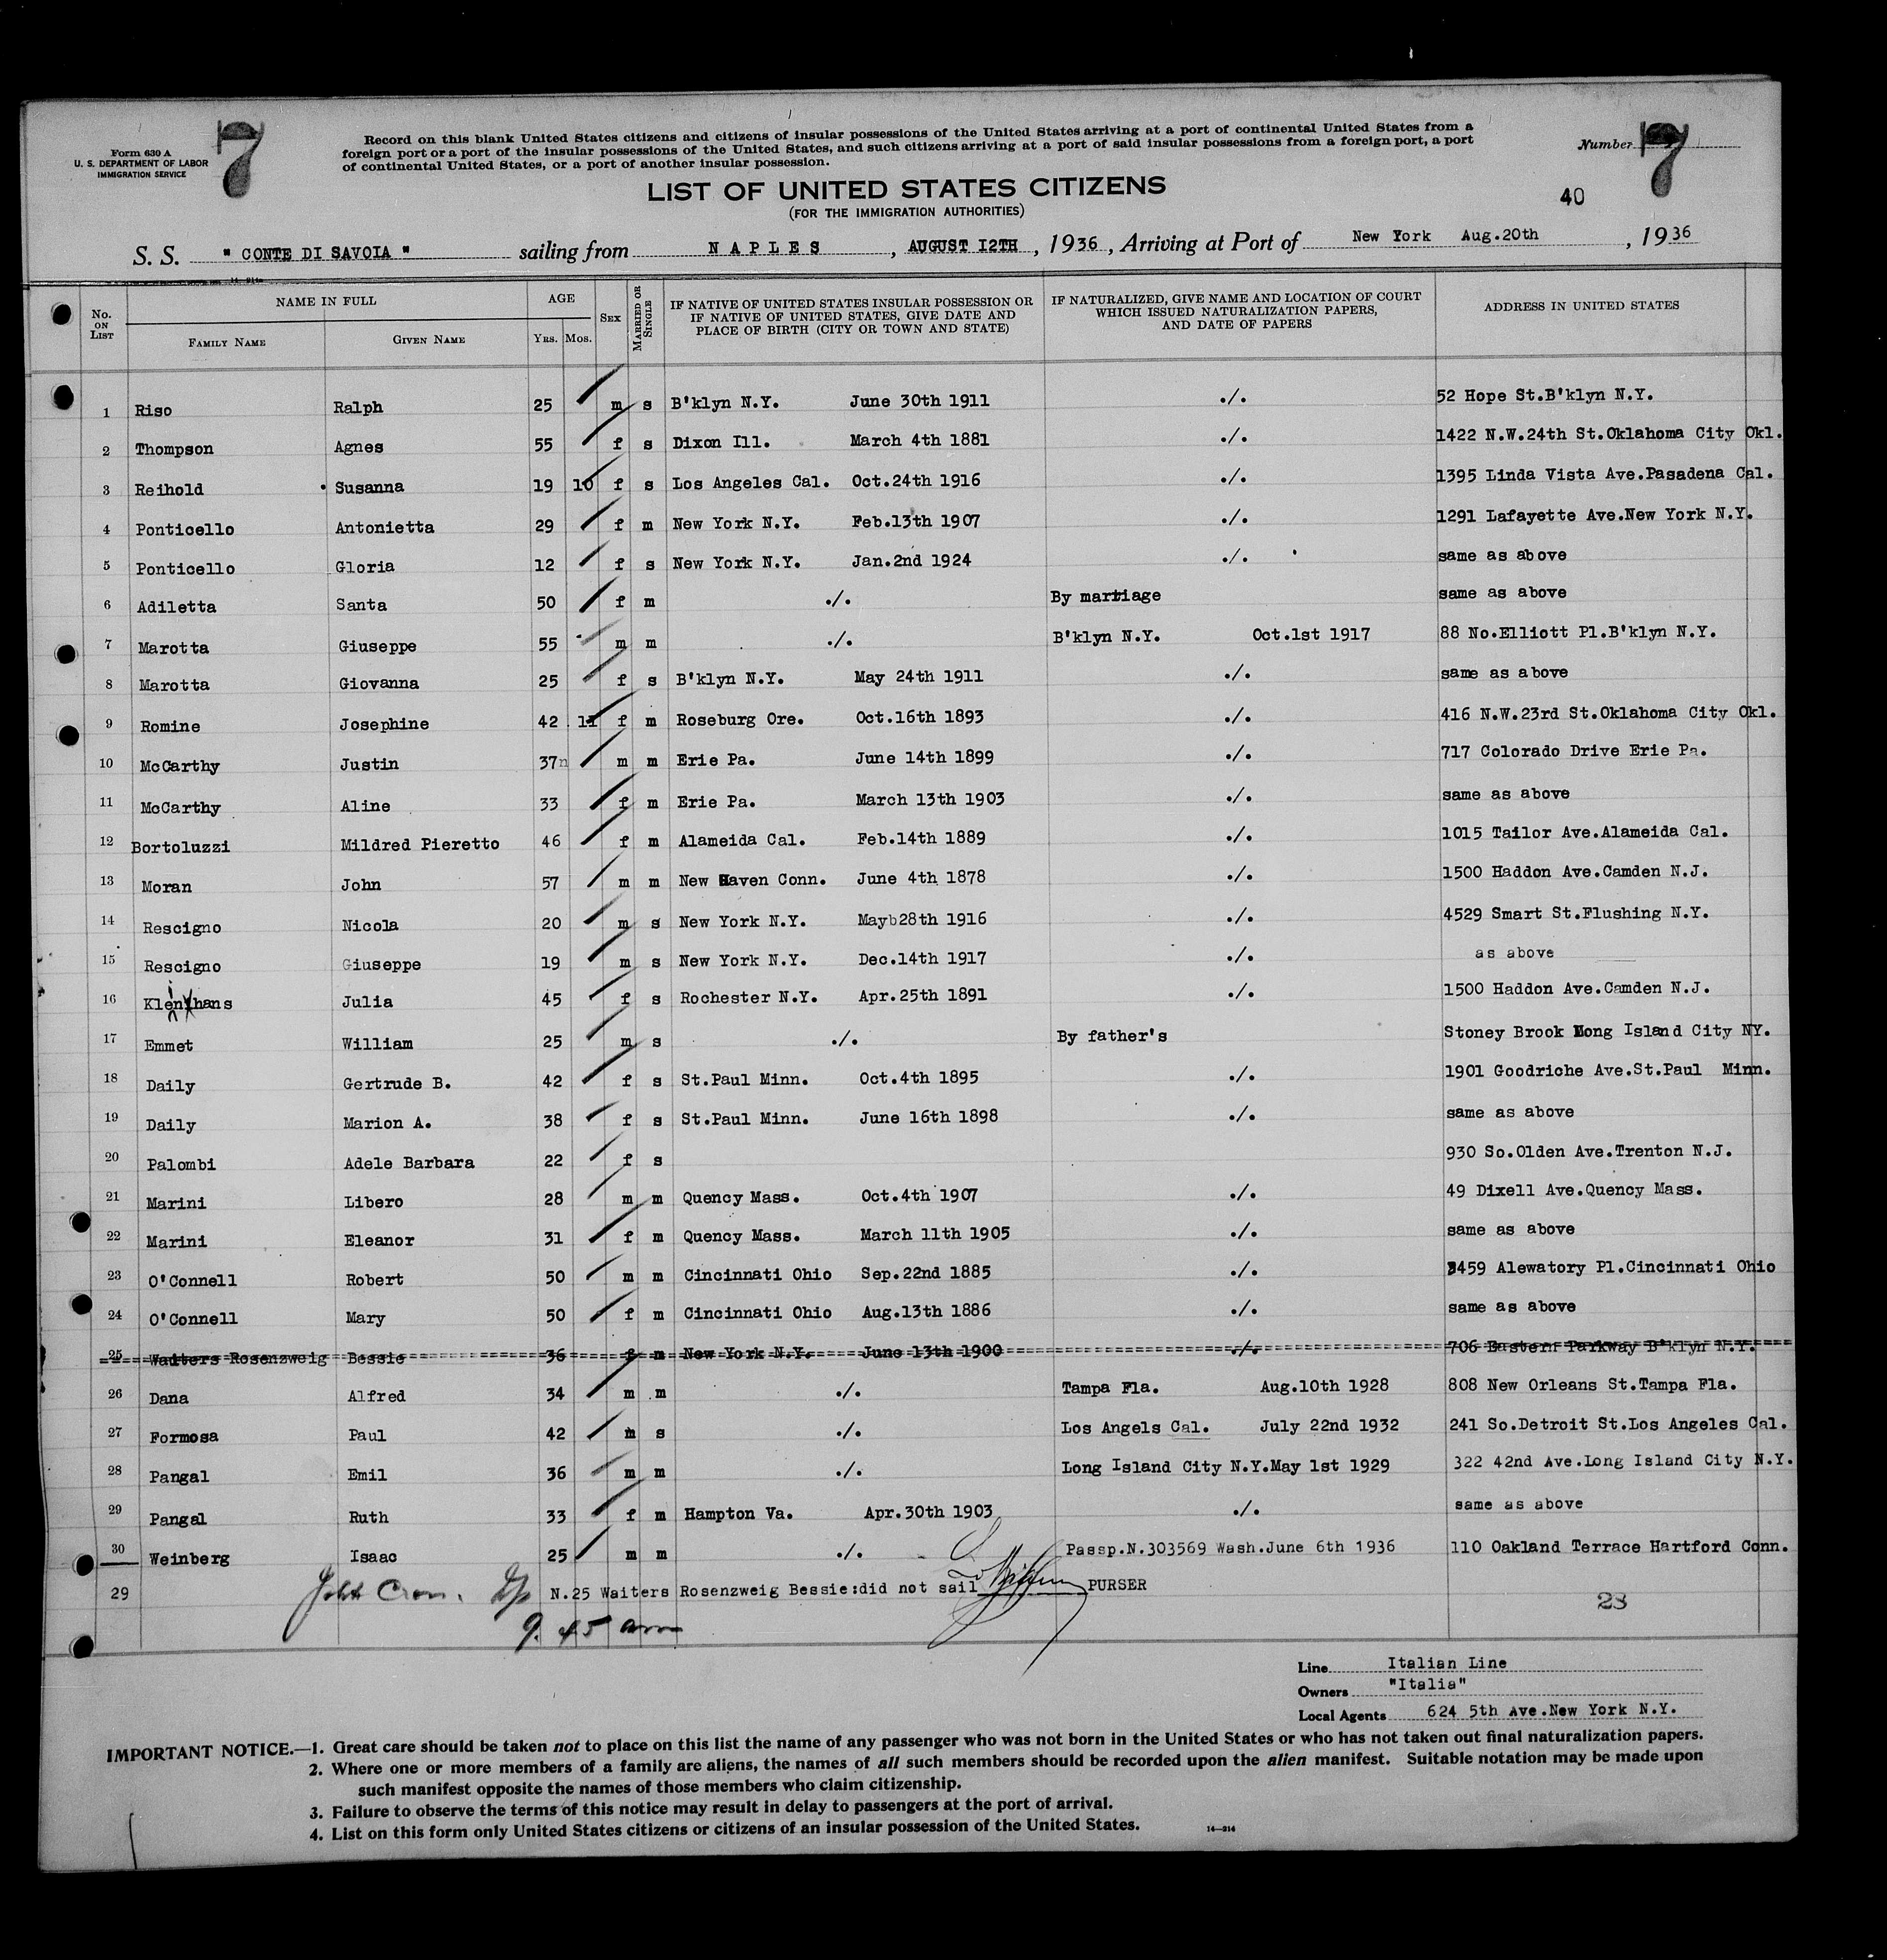 Form 630 A
U. S. DEPARTMENT OF LABOR
IMMIGRATION SERVICE
7
Record on this blank United States citizens and citizens of insular possessions of the United States arriving at a port of continental United States from a
foreign port or a port of the insular possessions of the United States, and such citizens arriving at a port of said insular possessions from a foreign port, a port
of continental United States, or a port of another insular possession.
Number 7
LIST OF UNITED STATES CITIZENS
(FOR THE IMMIGRATION AUTHORITIES)
40
S. S. " CONTE DI SAVOIA " sailing from N A P L E S , AUGUST I2TH , 1936 , Arriving at Port of New York Aug.20th , 1936
No. ON LIST
NAME IN FULL
FAMILY NAME
GIVEN NAME
AGE
YRS. MOS.
SEX
MARRIED OR SINGLE
IF NATIVE OF UNITED STATES INSULAR POSSESSION OR
IF NATIVE OF UNITED STATES, GIVE DATE AND
PLACE OF BIRTH (CITY OR TOWN AND STATE)
IF NATURALIZED, GIVE NAME AND LOCATION OF COURT
WHICH ISSUED NATURALIZATION PAPERS,
AND DATE OF PAPERS
ADDRESS IN UNITED STATES
1 Riso Ralph 25 m s B'klyn N.Y. June 30th 1911 ./. 52 Hope St.B'klyn N.Y.
2 Thompson Agnes 55 f s Dixon Ill. March 4th 1881 ./. 1422 N.W.24th St.Oklahoma City Okl.
3 Reihold Susanna 19 10 f s Los Angeles Cal. Oct.24th 1916 ./. 1395 Linda Vista Ave.Pasadena Cal.
4 Ponticello Antonietta 29 f m New York N.Y. Feb.13th 1907 ./. 1291 Lafayette Ave.New York N.Y.
5 Ponticello Gloria 12 f s New York N.Y. Jan.2nd 1924 ./. same as above
6 Adiletta Santa 50 f m ./. By marriage same as above
7 Marotta Giuseppe 55 m m ./. B'klyn N.Y. Oct.1st 1917 88 No.Elliott Pl.B'klyn N.Y.
8 Marotta Giovanna 25 f s B'klyn N.Y. May 24th 1911 ./. same as above
9 Romine Josephine 42 11 f m Roseburg Ore. Oct.16th 1893 ./. 416 N.W.23rd St.Oklahoma City Okl.
10 McCarthy Justin 37n m m Erie Pa. June 14th 1899 ./. 717 Colorado Drive Erie Pa.
11 McCarthy Aline 33 f m Erie Pa. March 13th 1903 ./. same as above
12 Bortoluzzi Mildred Pieretto 46 f m Alameida Cal. Feb.14th 1889 ./. 1015 Tailor Ave.Alameida Cal.
13 Moran John 57 m m New Haven Conn. June 4th 1878 ./. 1500 Haddon Ave.Camden N.J.
14 Rescigno Nicola 20 m s New York N.Y. Mayb28th 1916 ./. 4529 Smart St.Flushing N.Y.
15 Rescigno Giuseppe 19 m s New York N.Y. Dec.14th 1917 ./. as above
16 Kleinhans Julia 45 f s Rochester N.Y. Apr.25th 1891 ./. 1500 Haddon Ave.Camden N.J.
17 Emmet William 25 m s ./. By father's Stoney Brook Long Island City NY.
18 Daily Gertrude B. 42 f s St.Paul Minn. Oct.4th 1895 ./. 1901 Goodriche Ave.St.Paul Minn.
19 Daily Marion A. 38 f s St.Paul Minn. June 16th 1898 ./. same as above
20 Palombi Adele Barbara 22 f s 930 So.Olden Ave.Trenton N.J.
21 Marini Libero 28 m m Quency Mass. Oct.4th 1907 ./. 49 Dixell Ave.Quency Mass.
22 Marini Eleanor 31 f m Quency Mass. March 11th 1905 ./. same as above
23 O'Connell Robert 50 m m Cincinnati Ohio Sep.22nd 1885 ./. 3459 Alewatory Pl.Cincinnati Ohio
24 O'Connell Mary 50 f m Cincinnati Ohio Aug.13th 1886 ./. same as above
25 Waiters Rosenzweig Bessie 36 f m New York N.Y. June 13th 1900 ./. 706 Eastern Parkway B'klyn N.Y.
26 Dana Alfred 34 m m ./. Tampa Fla. Aug.10th 1928 808 New Orleans St.Tampa Fla.
27 Formosa Paul 42 m s ./. Los Angels Cal. July 22nd 1932 241 So.Detroit St.Los Angeles Cal.
28 Pangal Emil 36 m m ./. Long Island City N.Y.May 1st 1929 322 42nd Ave.Long Island City N.Y.
29 Pangal Ruth 33 f m Hampton Va. Apr.30th 1903 ./. same as above
30 Weinberg Isaac 25 m m ./. Passp.N.303569 Wash.June 6th 1936 110 Oakland Terrace Hartford Conn.
29 N.25 Waiters Rosenzweig Bessie:did not sail PURSER
28
9.45 am
Line Italian Line
Owners "Italia"
Local Agents 624 5th Ave.New York N.Y.
IMPORTANT NOTICE.—1. Great care should be taken not to place on this list the name of any passenger who was not born in the United States or who has not taken out final naturalization papers.
2. Where one or more members of a family are aliens, the names of all such members should be recorded upon the alien manifest. Suitable notation may be made upon
such manifest opposite the names of those members who claim citizenship.
3. Failure to observe the terms of this notice may result in delay to passengers at the port of arrival.
4. List on this form only United States citizens or citizens of an insular possession of the United States.
14—214